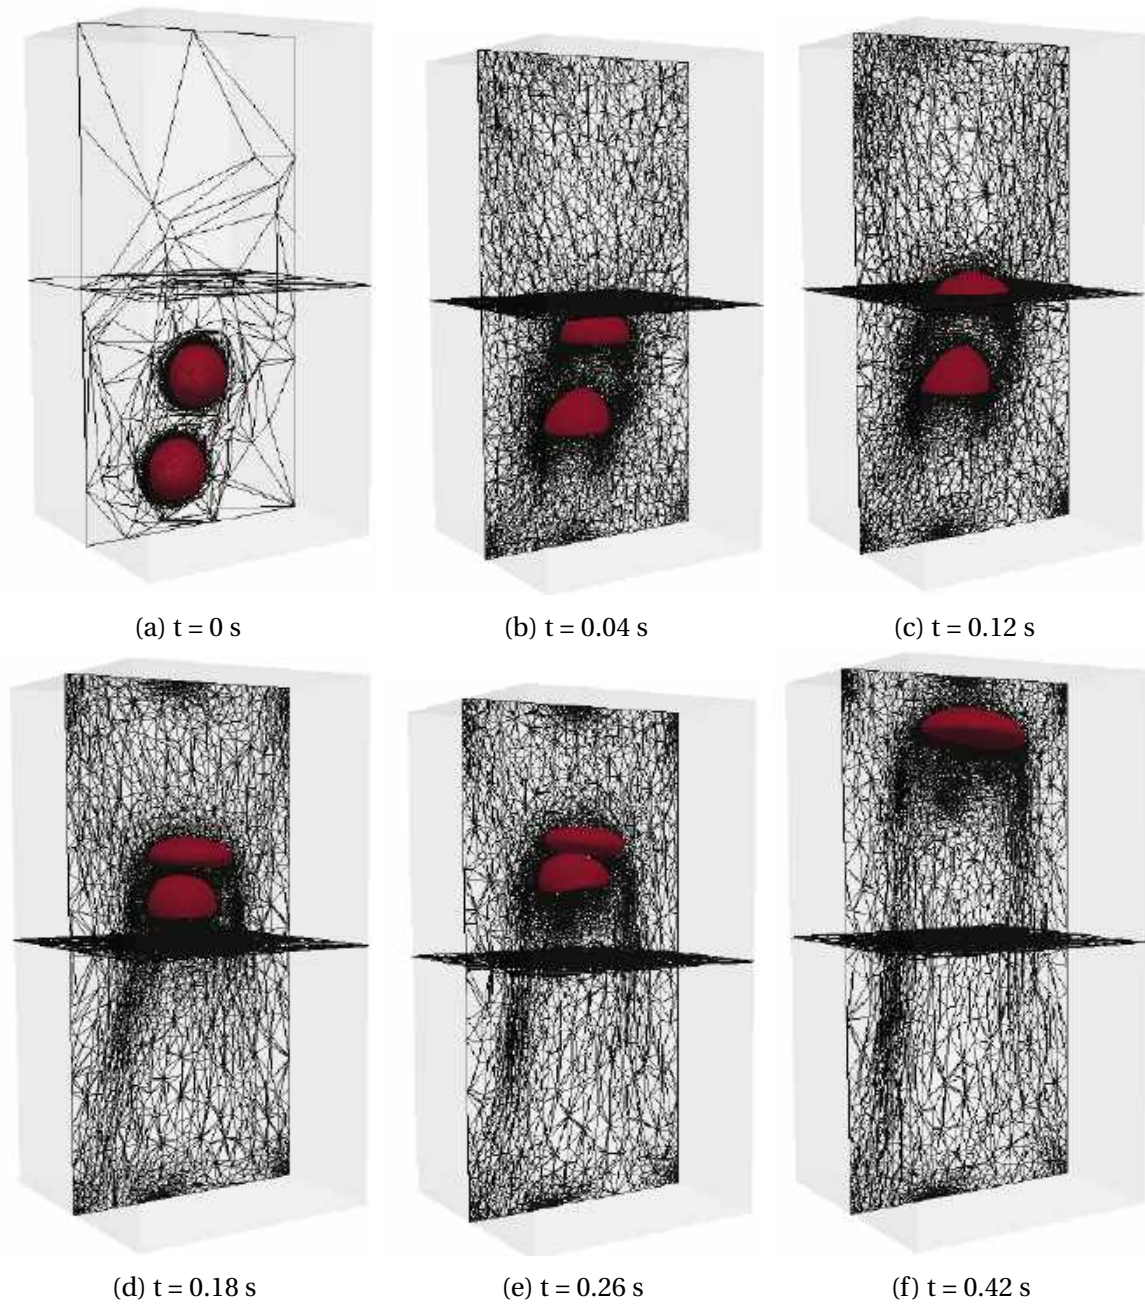 (a) t = 0 s
(b) t = 0.04 s
(c) t = 0.12 s
(d) t = 0.18 s
(e) t = 0.26 s
(f) t = 0.42 s